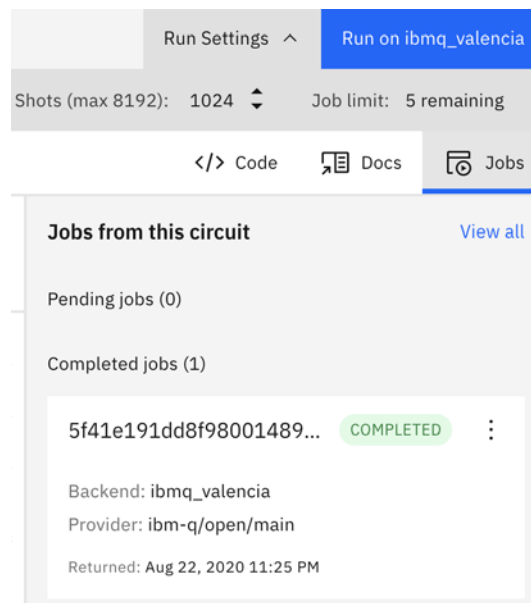 Run Settings
Run on ibmq_valencia
Shots (max 8192): 1024
Job limit: 5 remaining
</> Code
Docs
Jobs
Jobs from this circuit
View all
Pending jobs (0)
Completed jobs (1)
5f41e191dd8f98001489...
COMPLETED
Backend: ibmq_valencia
Provider: ibm-q/open/main
Returned: Aug 22, 2020 11:25 PM